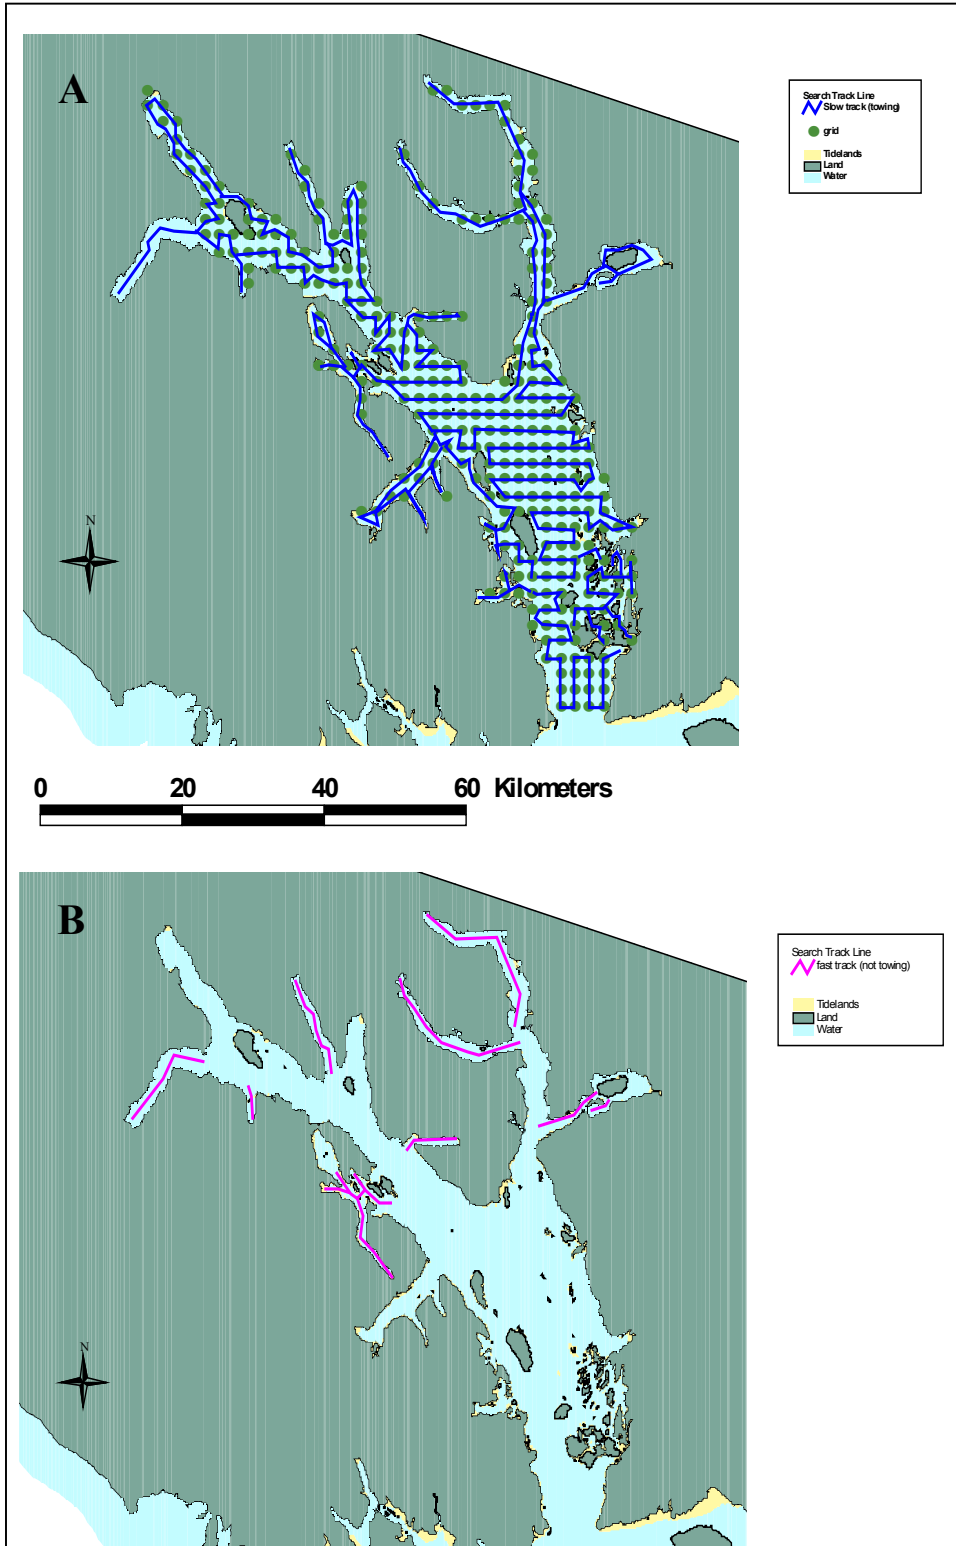 A
Search Track Line
Slow track (towing)
grid
Tidelands
Land
Water
N
0 20 40 60 Kilometers
B
Search Track Line
fast track (not towing)
Tidelands
Land
Water
N